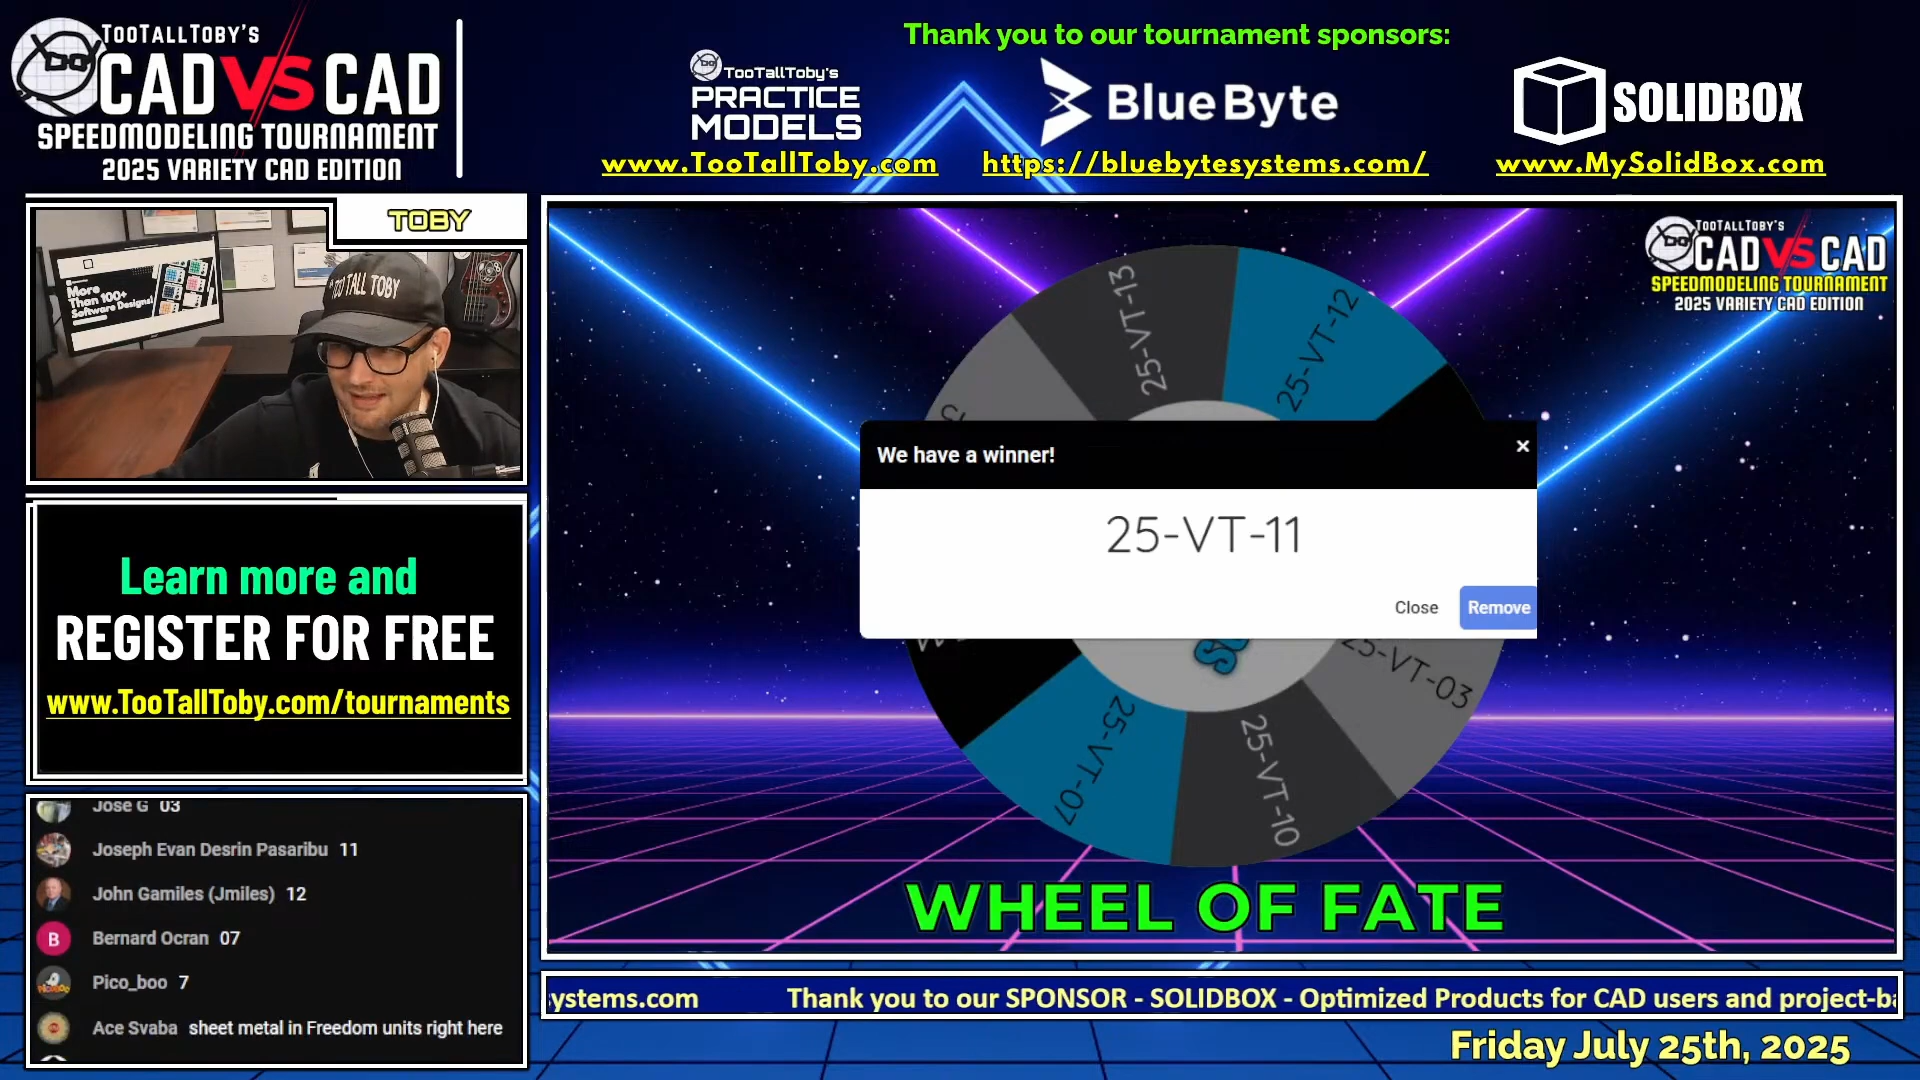 TooTallToby's
CAD VS CAD
SPEEDMODELING TOURNAMENT
2025 VARIETY CAD EDITION
Thank you to our tournament sponsors:
TooTallToby's
PRACTICE
MODELS
www.TooTallToby.com
BlueByte
https://bluebytesystems.com/
SOLIDBOX
www.MySolidBox.com
TOBY
More
Than 100+
Software Designs!
TOO TALL TOBY
Learn more and
REGISTER FOR FREE
www.TooTallToby.com/tournaments
Jose G 03
Joseph Evan Desrin Pasaribu 11
John Gamiles (Jmiles) 12
B
Bernard Ocran 07
Pico_boo 7
Ace Svaba sheet metal in Freedom units right here
TooTallToby's
CAD VS CAD
SPEEDMODELING TOURNAMENT
2025 VARIETY CAD EDITION
25-VT-13
25-VT-12
We have a winner!
×
25-VT-11
Close
Remove
25-VT-03
25-VT-07
25-VT-10
WHEEL OF FATE
systems.com Thank you to our SPONSOR - SOLIDBOX - Optimized Products for CAD users and project-ba
Friday July 25th, 2025